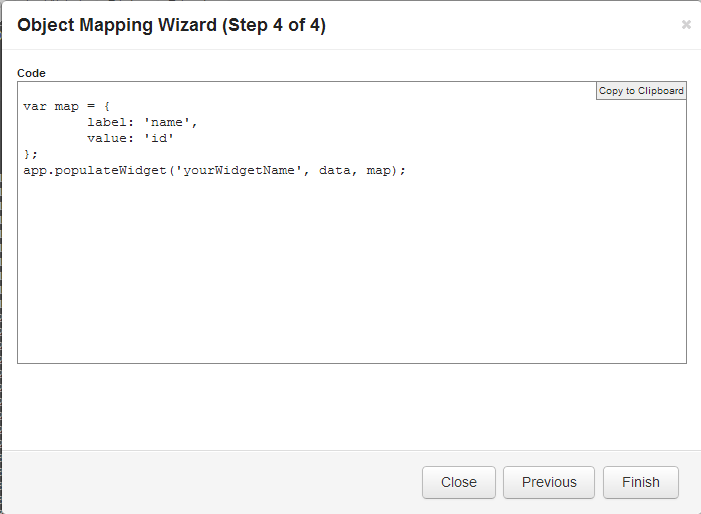 Object Mapping Wizard (Step 4 of 4)
×
Code
Copy to Clipboard
var map = {
        label: 'name',
        value: 'id'
};
app.populateWidget('yourWidgetName', data, map);
Close Previous Finish